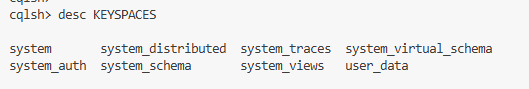 cqlsh> desc KEYSPACES
system system_distributed system_traces system_virtual_schema
system_auth system_schema system_views user_data